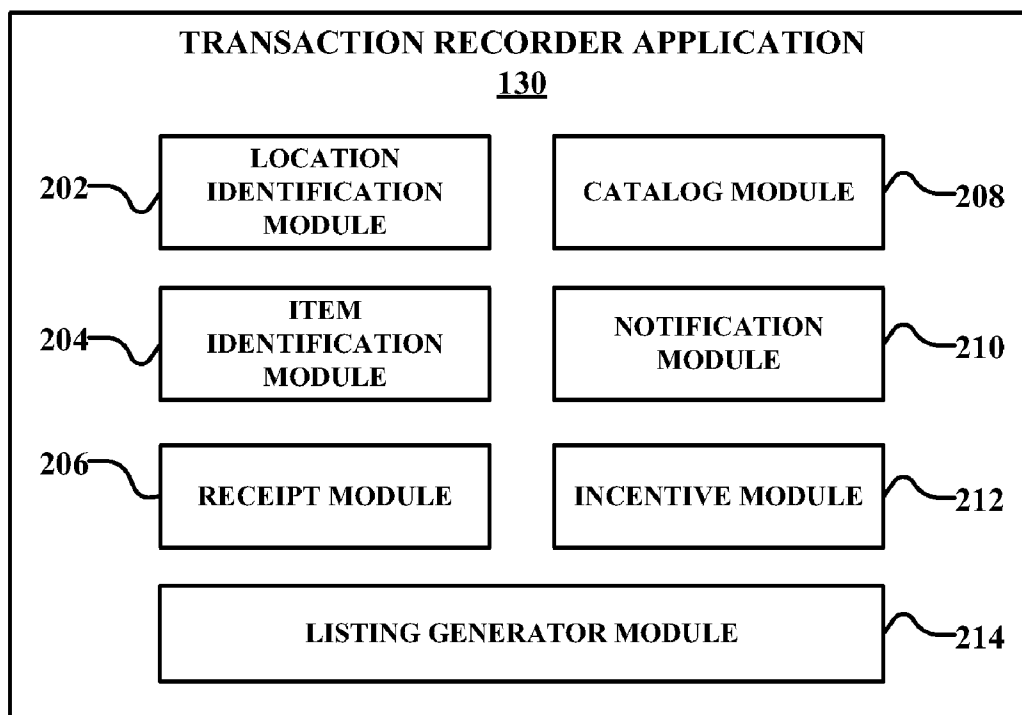 TRANSACTION RECORDER APPLICATION
130
LOCATION
IDENTIFICATION
MODULE
202
CATALOG MODULE
208
ITEM
IDENTIFICATION
MODULE
204
NOTIFICATION
MODULE
210
206
RECEIPT MODULE
INCENTIVE MODULE
212
LISTING GENERATOR MODULE
214